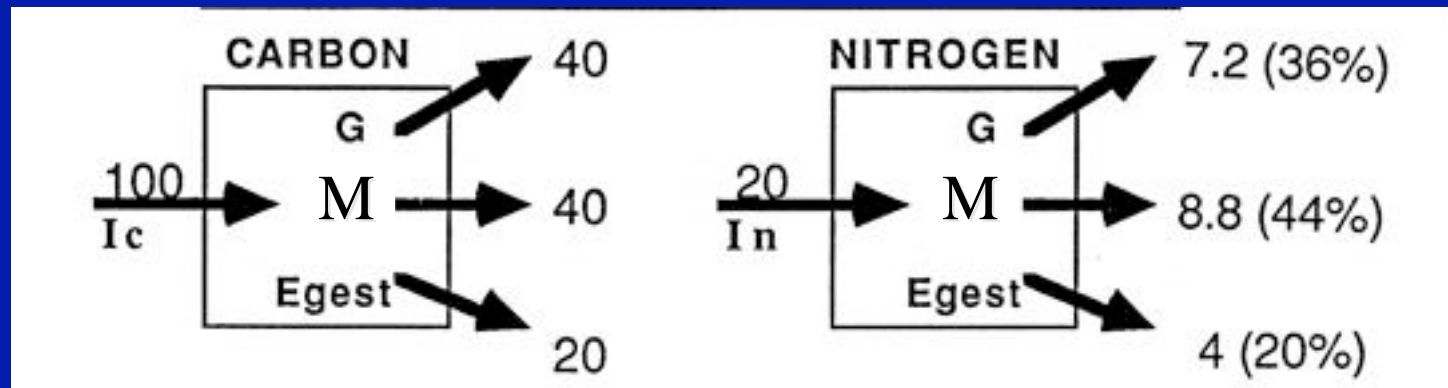 CARBON
40
G
100
M
40
Ic
Egest
20
NITROGEN
7.2 (36%)
G
20
M
8.8 (44%)
In
Egest
4 (20%)